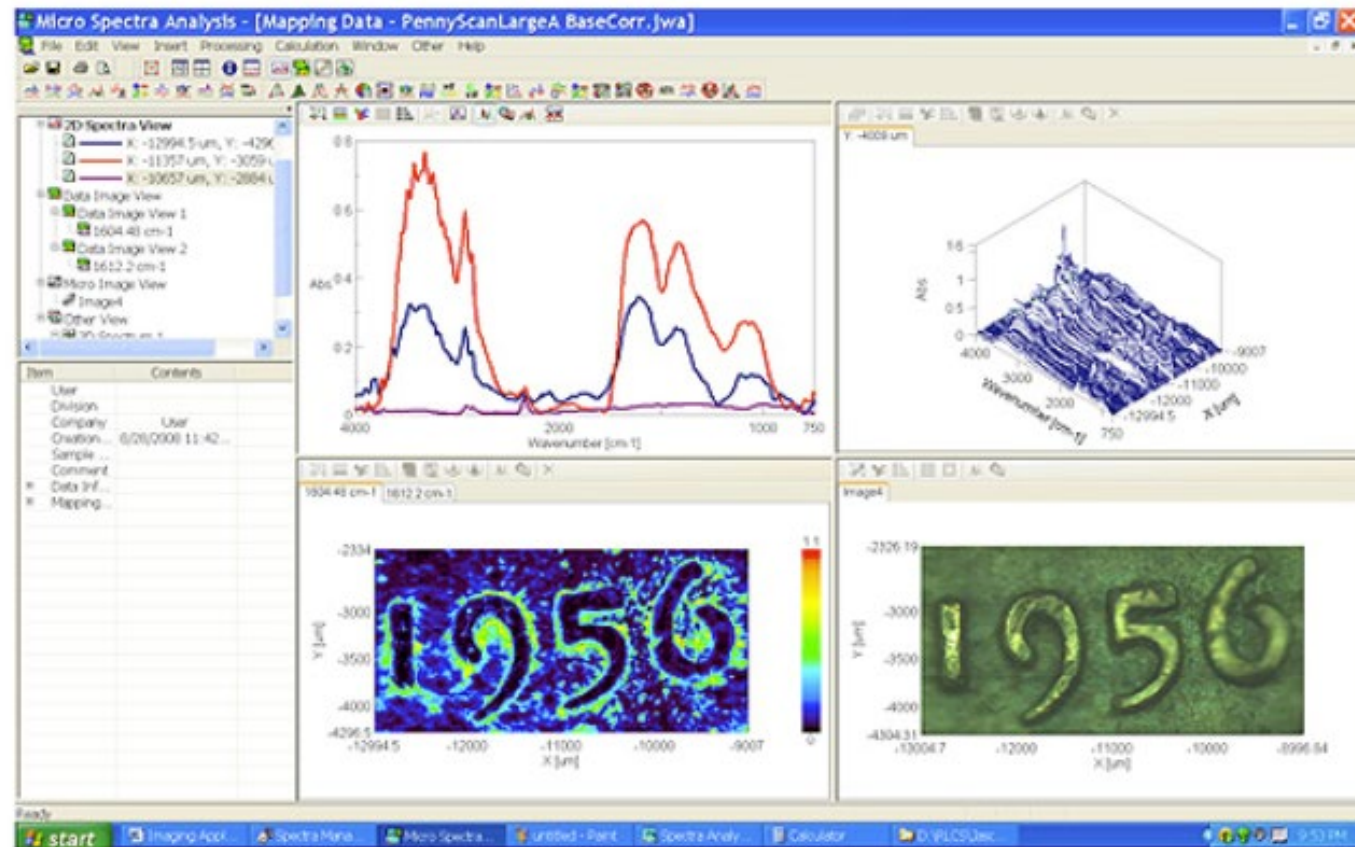 Micro Spectra Analysis - [Mapping Data - PennyScanLargeA BaseCorr.jwa]
File Edit View Insert Processing Calculation Window Other Help
2D Spectra View
X: -12994.5 um, Y: -4296
X: -11357 um, Y: -3059 u
X: -10657 um, Y: -2884 u
Data Image View
Data Image View 1
1604.48 cm-1
Data Image View 2
1612.2 cm-1
Micro Image View
Image4
Other View
Item Contents
User
Division
Company User
Creation... 6/26/2008 11:42...
Sample ...
Comment
Data Inf...
Mapping...
0.8
0.6
Abs 0.4
0.2
0
4000 2000 1000 750
Wavenumber [cm-1]
Y: -4009 um
1.6
1
0.5
0
Abs
4000
3000
2000
750
Wavenumber [cm-1]
-9007
-10000
-11000
-12000
-12994.5
X [um]
1604.48 cm-1 1612.2 cm-1
-2334
-3000
-3500
-4000
-4296.5
Y [um]
1956
1.1
0
-12994.5 -12000 -11000 -10000 -9007
X [um]
Image4
-2326.19
-3000
-3500
-4000
-4304.31
Y [um]
1956
-13004.7 -12000 -11000 -10000 -8996.84
X [um]
Ready
start Imaging Appl... Spectra Mana... Micro Spectra... untitled - Paint Spectra Analy... Calculator 9:53 PM